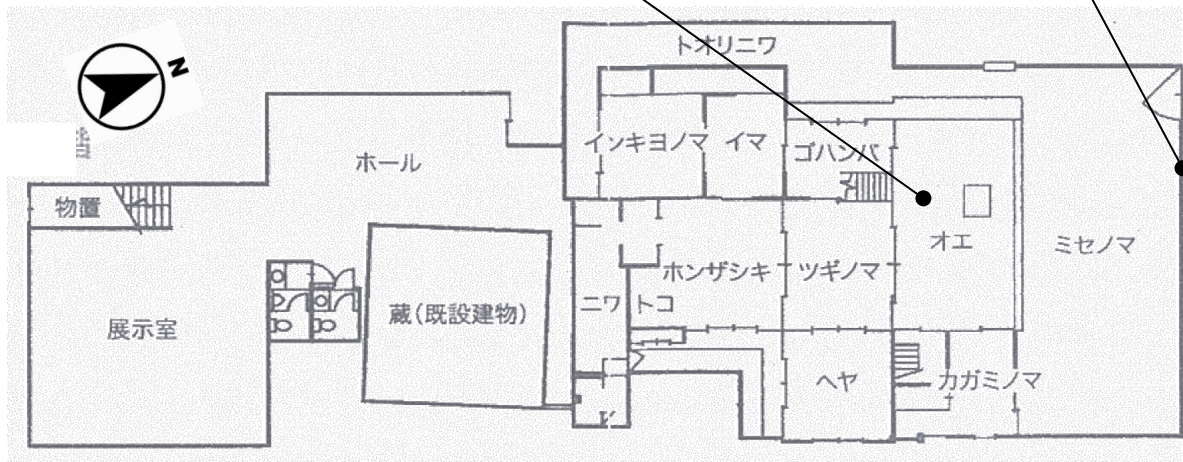 トオリニワ
N
インキヨノマ
イマ
ゴハンバ
ホール
物置
オエ
ミセノマ
ホンザシキ
ツギノマ
ニワ
トコ
蔵(既設建物)
展示室
ヘヤ
カガミノマ